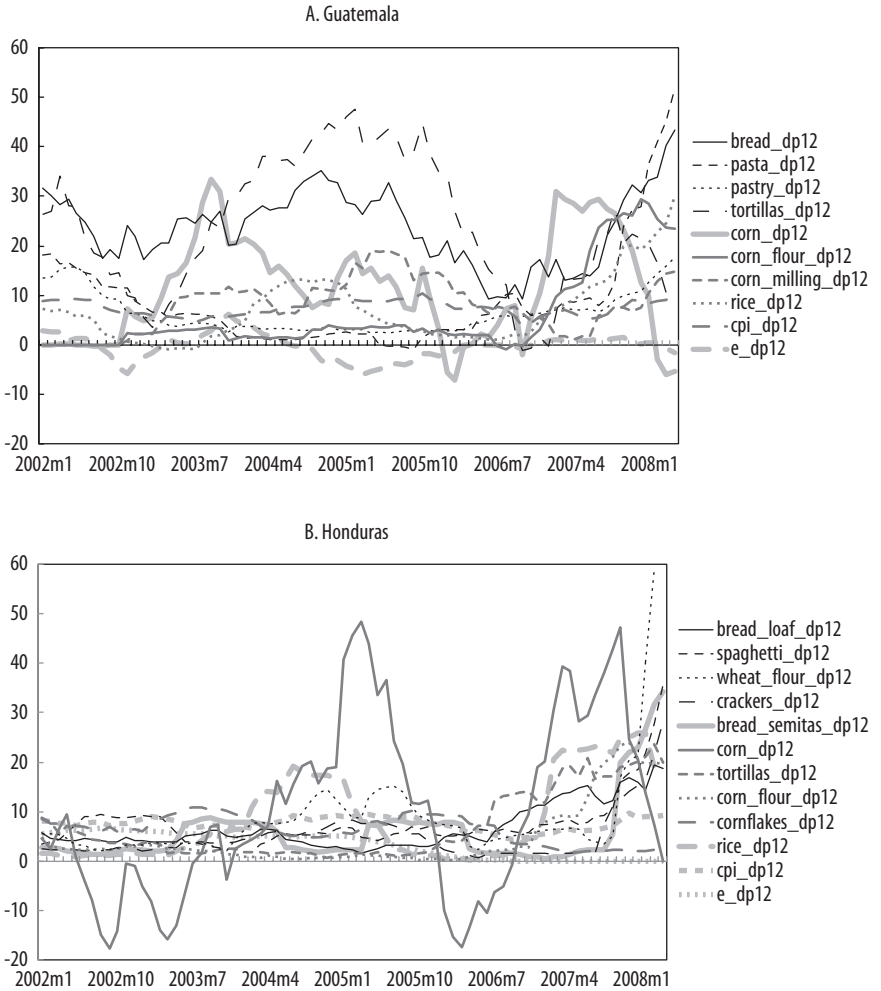 A. Guatemala
60
50
40
30
20
10
0
-10
-20
2002m1 2002m10 2003m7 2004m4 2005m1 2005m10 2006m7 2007m4 2008m1
bread_dp12
pasta_dp12
pastry_dp12
tortillas_dp12
corn_dp12
corn_flour_dp12
corn_milling_dp12
rice_dp12
cpi_dp12
e_dp12
B. Honduras
60
50
40
30
20
10
0
-10
-20
2002m1 2002m10 2003m7 2004m4 2005m1 2005m10 2006m7 2007m4 2008m1
bread_loaf_dp12
spaghetti_dp12
wheat_flour_dp12
crackers_dp12
bread_semitas_dp12
corn_dp12
tortillas_dp12
corn_flour_dp12
cornflakes_dp12
rice_dp12
cpi_dp12
e_dp12